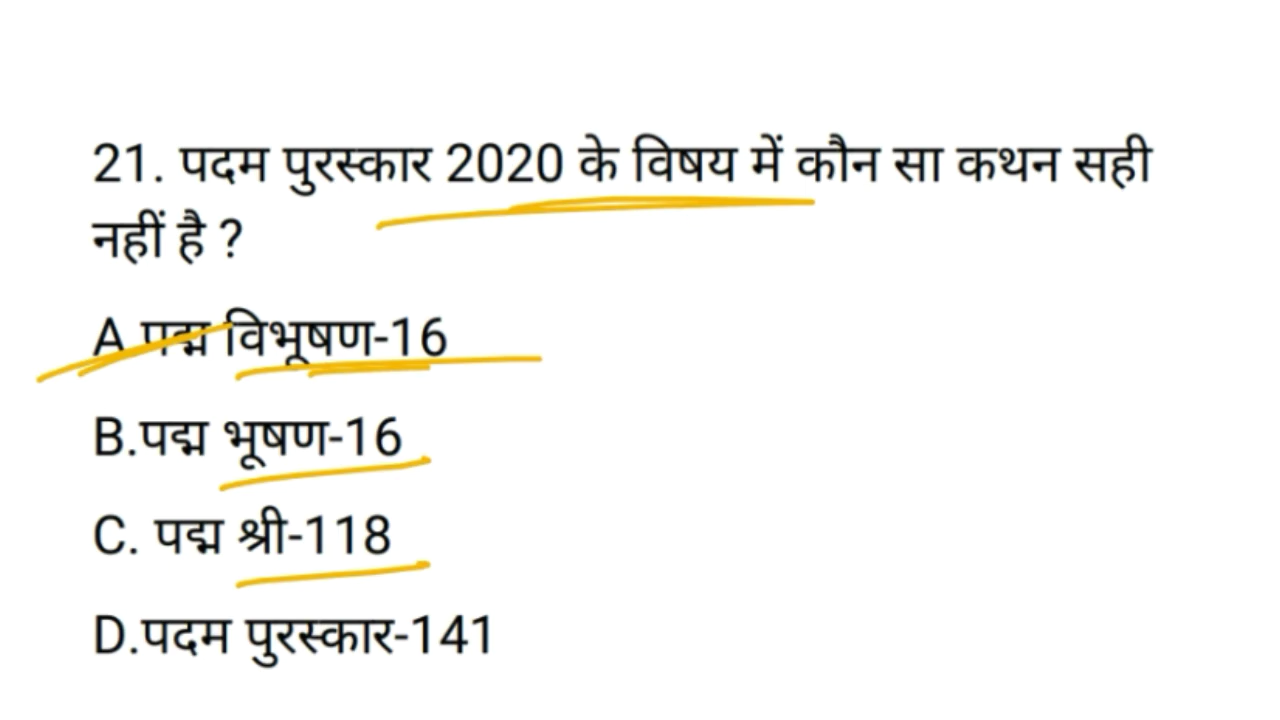 21. पदम पुरस्कार 2020 के विषय में कौन सा कथन सही
नहीं है ?
A पद्म विभूषण-16
B.पद्म भूषण-16
C. पद्म श्री-118
D.पदम पुरस्कार-141